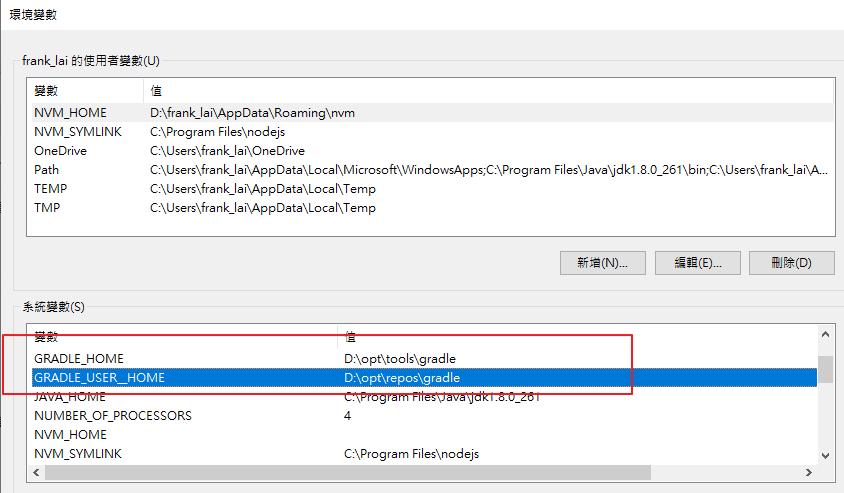 環境變數
frank_lai 的使用者變數(U)
變數 值
NVM_HOME D:\frank_lai\AppData\Roaming\nvm
NVM_SYMLINK C:\Program Files\nodejs
OneDrive C:\Users\frank_lai\OneDrive
Path C:\Users\frank_lai\AppData\Local\Microsoft\WindowsApps;C:\Program Files\Java\jdk1.8.0_261\bin;C:\Users\frank_lai\A...
TEMP C:\Users\frank_lai\AppData\Local\Temp
TMP C:\Users\frank_lai\AppData\Local\Temp
新增(N)... 編輯(E)... 刪除(D)
系統變數(S)
變數 值
GRADLE_HOME D:\opt\tools\gradle
GRADLE_USER_HOME D:\opt\repos\gradle
JAVA_HOME C:\Program Files\Java\jdk1.8.0_261
NUMBER_OF_PROCESSORS 4
NVM_HOME
NVM_SYMLINK C:\Program Files\nodejs